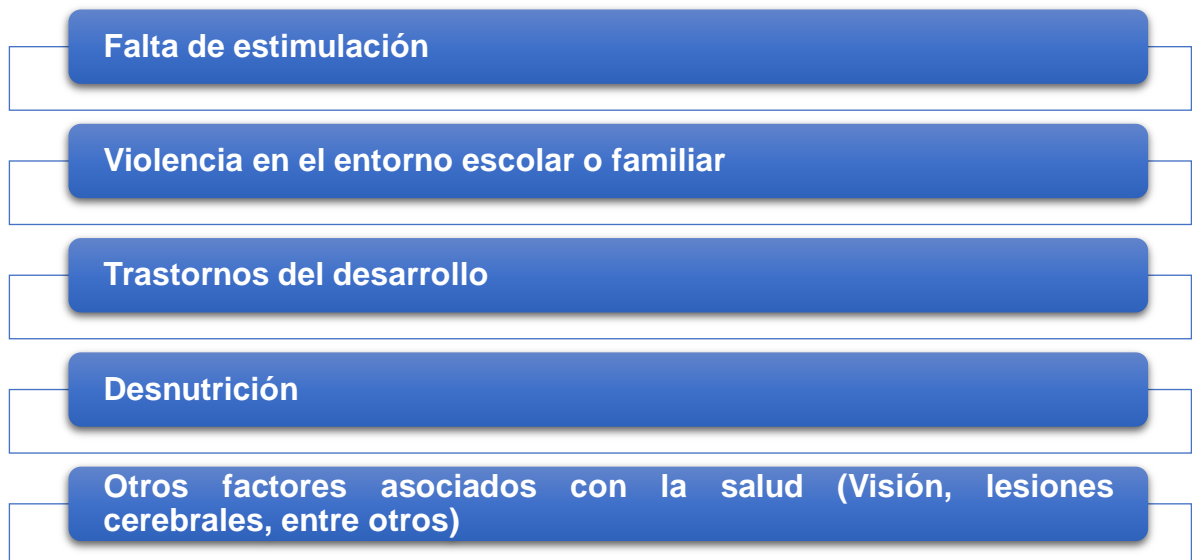 Falta de estimulación
Violencia en el entorno escolar o familiar
Trastornos del desarrollo
Desnutrición
Otros factores asociados con la salud (Visión, lesiones
cerebrales, entre otros)